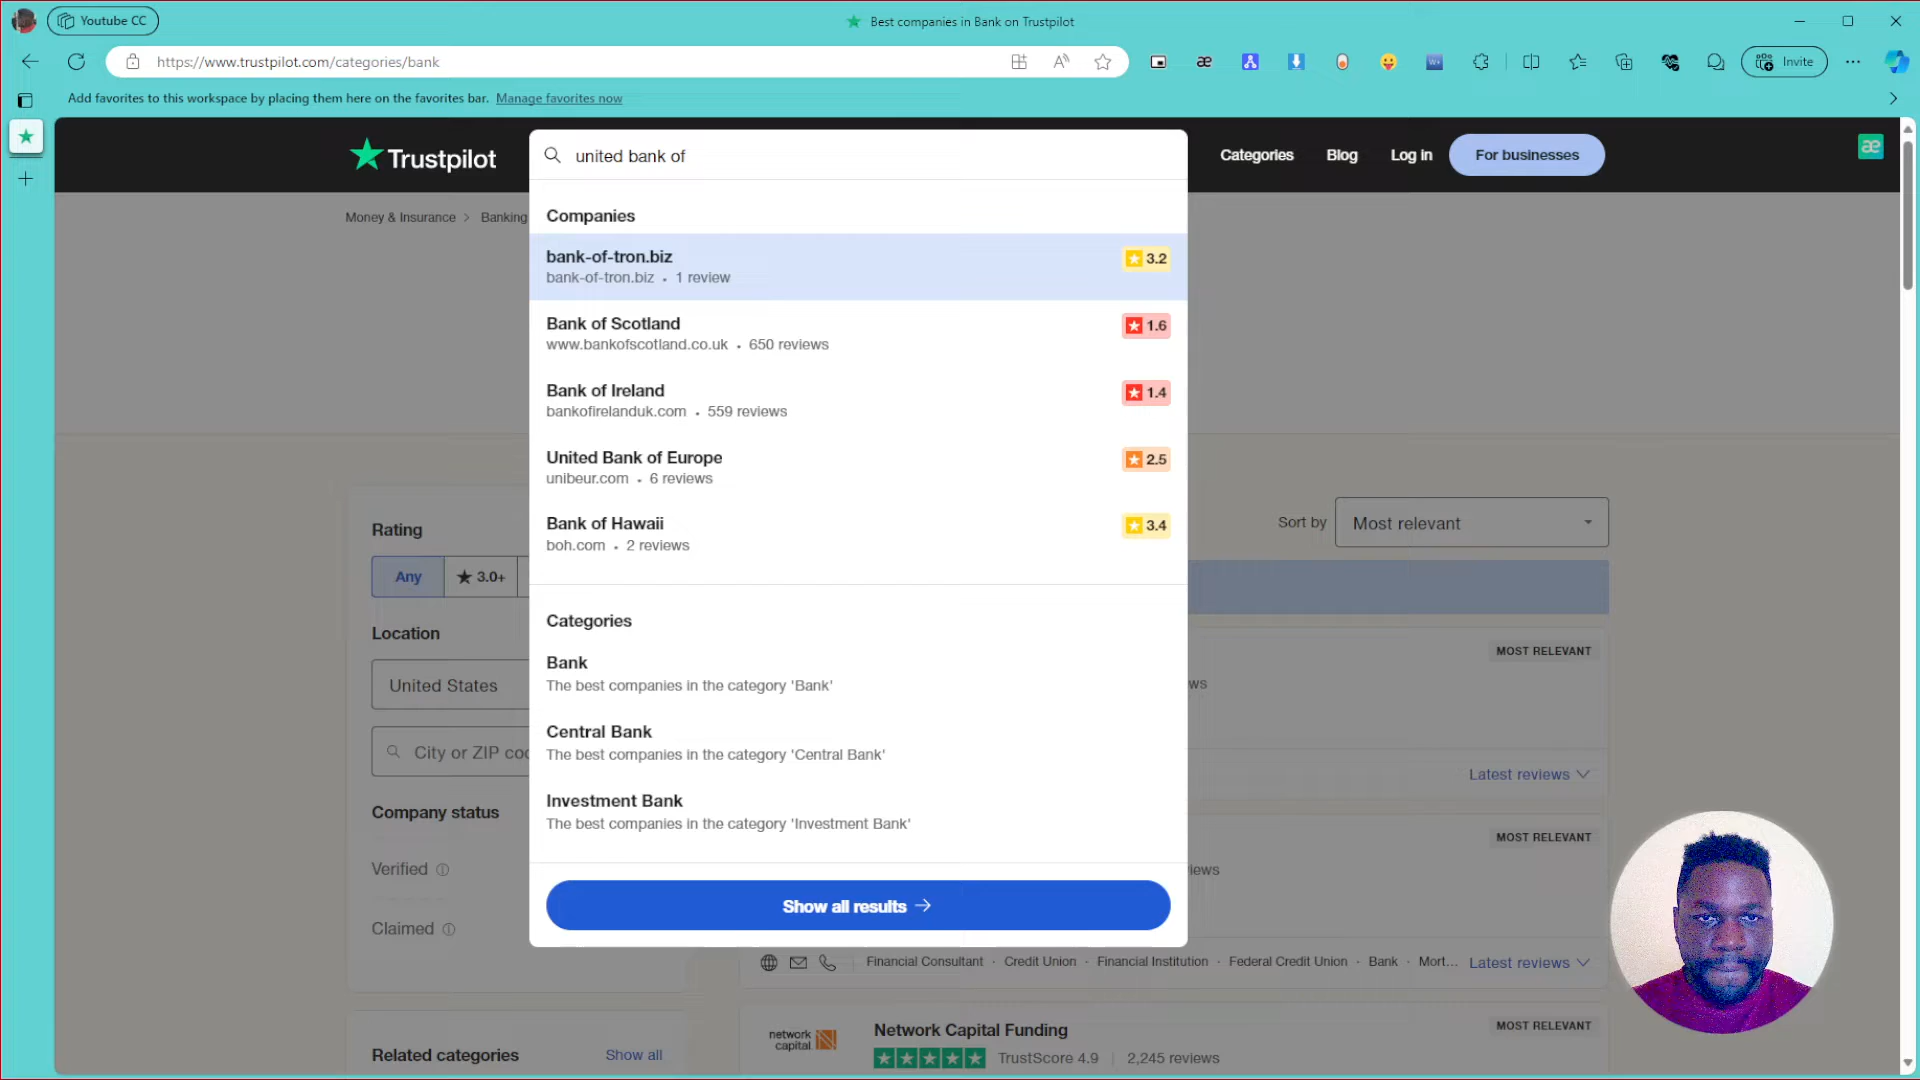 Youtube CC
Best companies in Bank on Trustpilot
https://www.trustpilot.com/categories/bank
Invite
Add favorites to this workspace by placing them here on the favorites bar. Manage favorites now
Trustpilot
united bank of
Categories
Blog
Log in
For businesses
Money & Insurance
Banking
Companies
bank-of-tron.biz
3.2
bank-of-tron.biz • 1 review
Bank of Scotland
1.6
www.bankofscotland.co.uk • 650 reviews
Bank of Ireland
1.4
bankofirelanduk.com • 559 reviews
United Bank of Europe
2.5
unibeur.com • 6 reviews
Bank of Hawaii
3.4
boh.com • 2 reviews
Categories
Bank
The best companies in the category 'Bank'
Central Bank
The best companies in the category 'Central Bank'
Investment Bank
The best companies in the category 'Investment Bank'
Show all results
Rating
Any
3.0+
Location
United States
City or ZIP
Company status
Verified
Claimed
Related categories
Show all
Sort by
Most relevant
MOST RELEVANT
Latest reviews
MOST RELEVANT
Financial Consultant · Credit Union · Financial Institution · Federal Credit Union · Bank · Mort...
Latest reviews
network
capital
Network Capital Funding
MOST RELEVANT
TrustScore 4.9 | 2,245 reviews